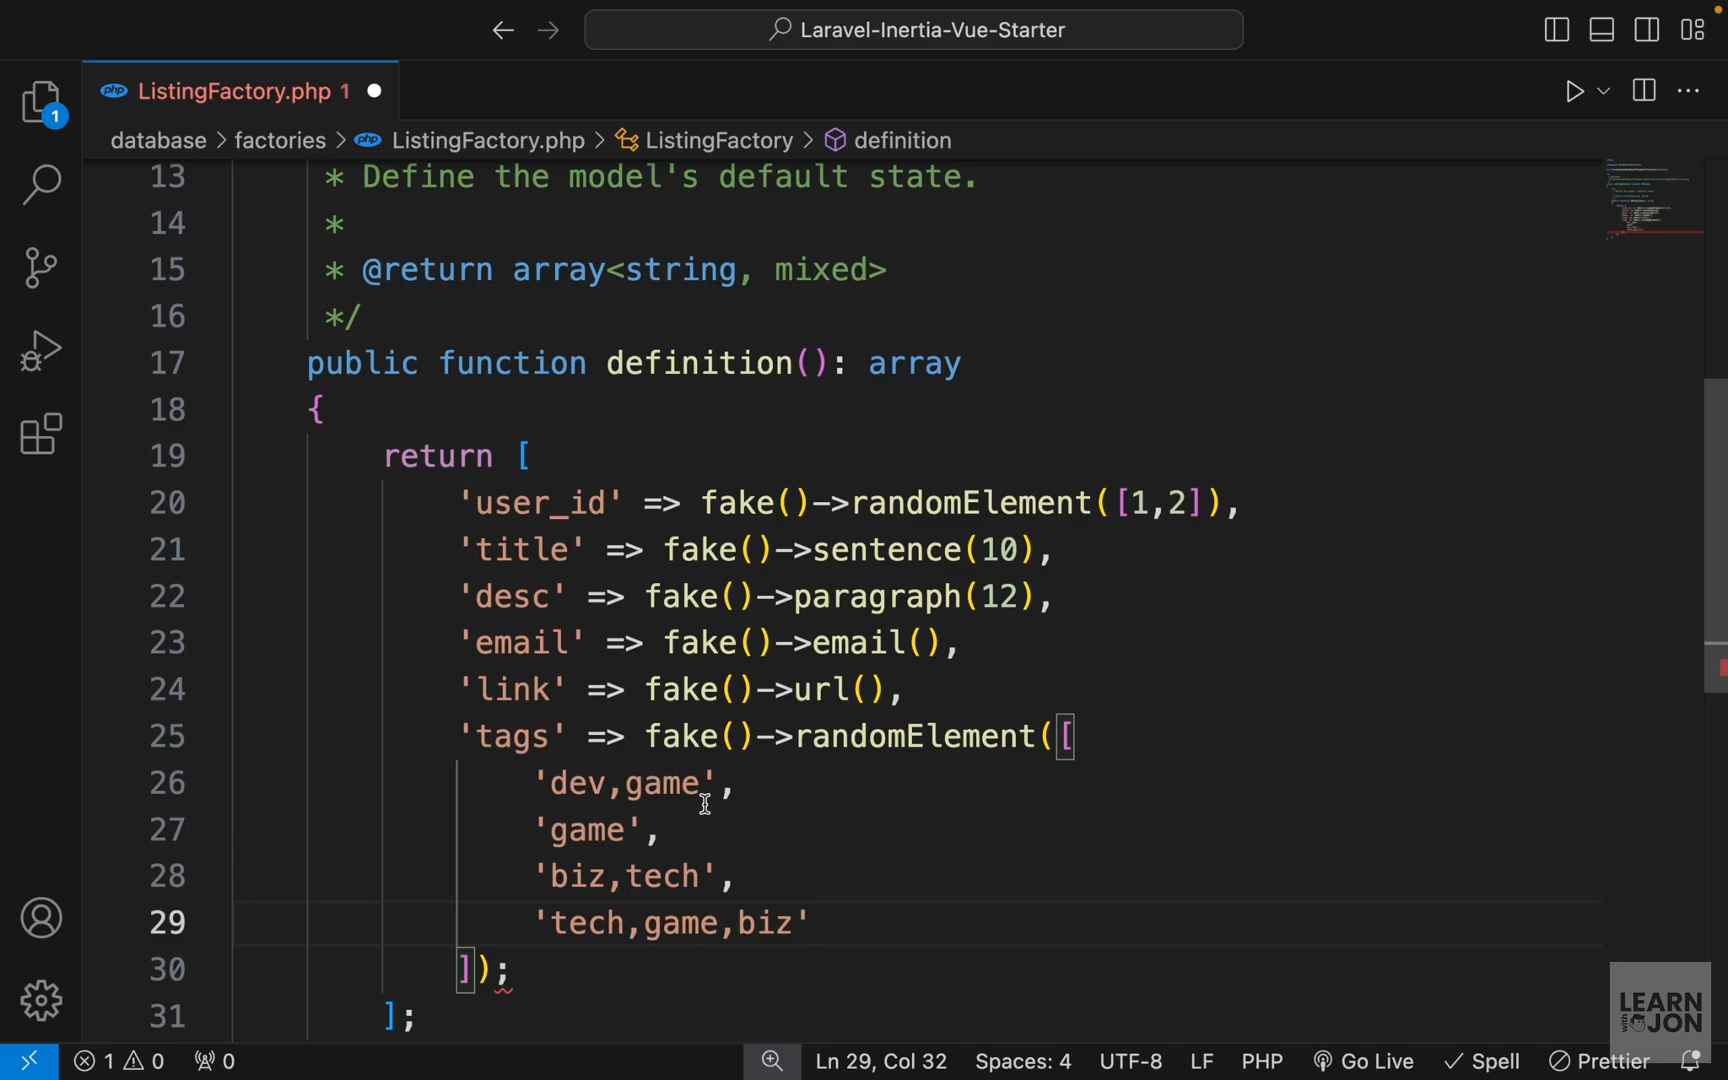 Laravel-Inertia-Vue-Starter
1
php ListingFactory.php 1
database > factories > php ListingFactory.php > ListingFactory > definition
13 * Define the model's default state.
14 *
15 * @return array<string, mixed>
16 */
17 public function definition(): array
18 {
19 return [
20 'user_id' => fake()->randomElement([1,2]),
21 'title' => fake()->sentence(10),
22 'desc' => fake()->paragraph(12),
23 'email' => fake()->email(),
24 'link' => fake()->url(),
25 'tags' => fake()->randomElement([
26 'dev,game',
27 'game',
28 'biz,tech',
29 'tech,game,biz'
30 ]);
31 ];
LEARN
with JON
1 0 0 Ln 29, Col 32 Spaces: 4 UTF-8 LF PHP Go Live Spell Prettier